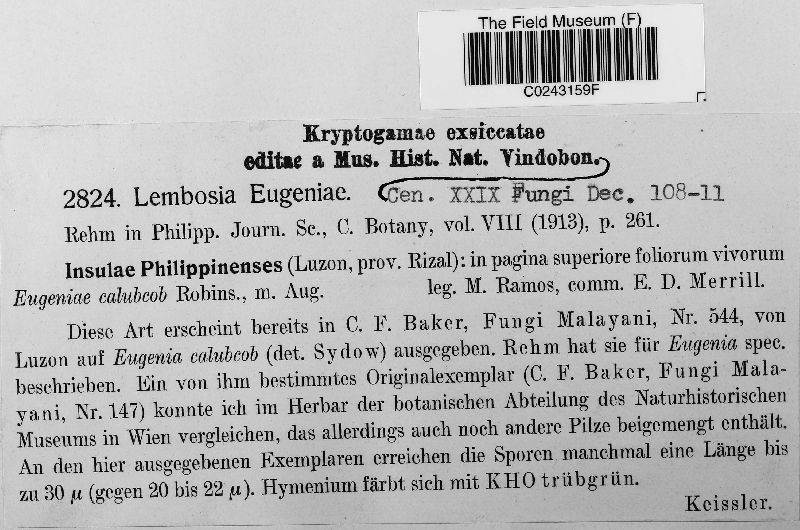 The Field Museum (F)
C0243159F
Kryptogamae exsiccatae
editae a Mus. Hist. Nat. Vindobon.
2824. Lembosia Eugeniae. Cen. XXIX Fungi Dec. 108-11
Rehm in Philipp. Journ. Sc., C. Botany, vol. VIII (1913), p. 261.
Insulae Philippinenses (Luzon, prov. Rizal): in pagina superiore foliorum vivorum
Eugeniae calubcob Robins., m. Aug. leg. M. Ramos, comm. E. D. Merrill.
Diese Art erscheint bereits in C. F. Baker, Fungi Malayani, Nr. 544, von
Luzon auf Eugenia calubcob (det. Sydow) ausgegeben. Rehm hat sie für Eugenia spec.
beschrieben. Ein von ihm bestimmtes Originalexemplar (C. F. Baker, Fungi Mala-
yani, Nr. 147) konnte ich im Herbar der botanischen Abteilung des Naturhistorischen
Museums in Wien vergleichen, das allerdings auch noch andere Pilze beigemengt enthält.
An den hier ausgegebenen Exemplaren erreichen die Sporen manchmal eine Länge bis
zu 30 μ (gegen 20 bis 22 μ). Hymenium färbt sich mit KHO trübgrün.
Keissler.